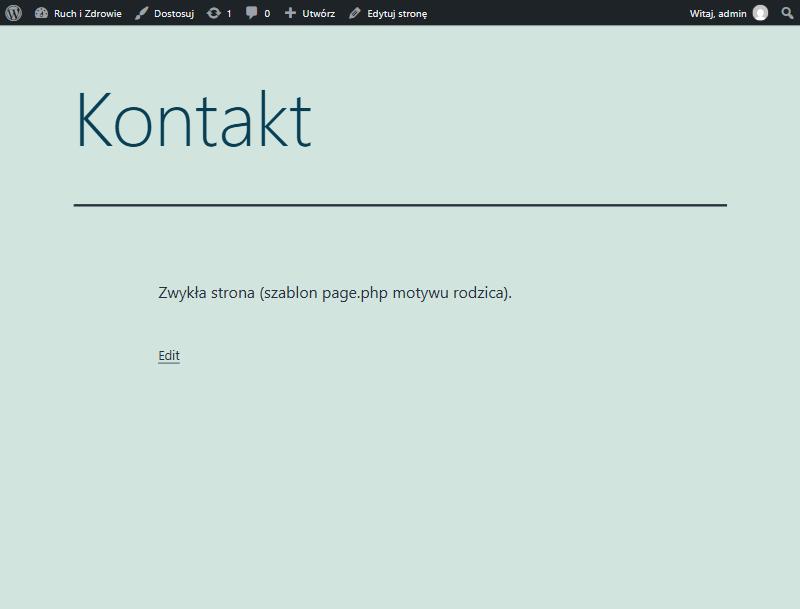 Ruch i Zdrowie Dostosuj 1 0 Utwórz Edytuj stronę Witaj, admin
Kontakt
Zwykła strona (szablon page.php motywu rodzica).
Edit